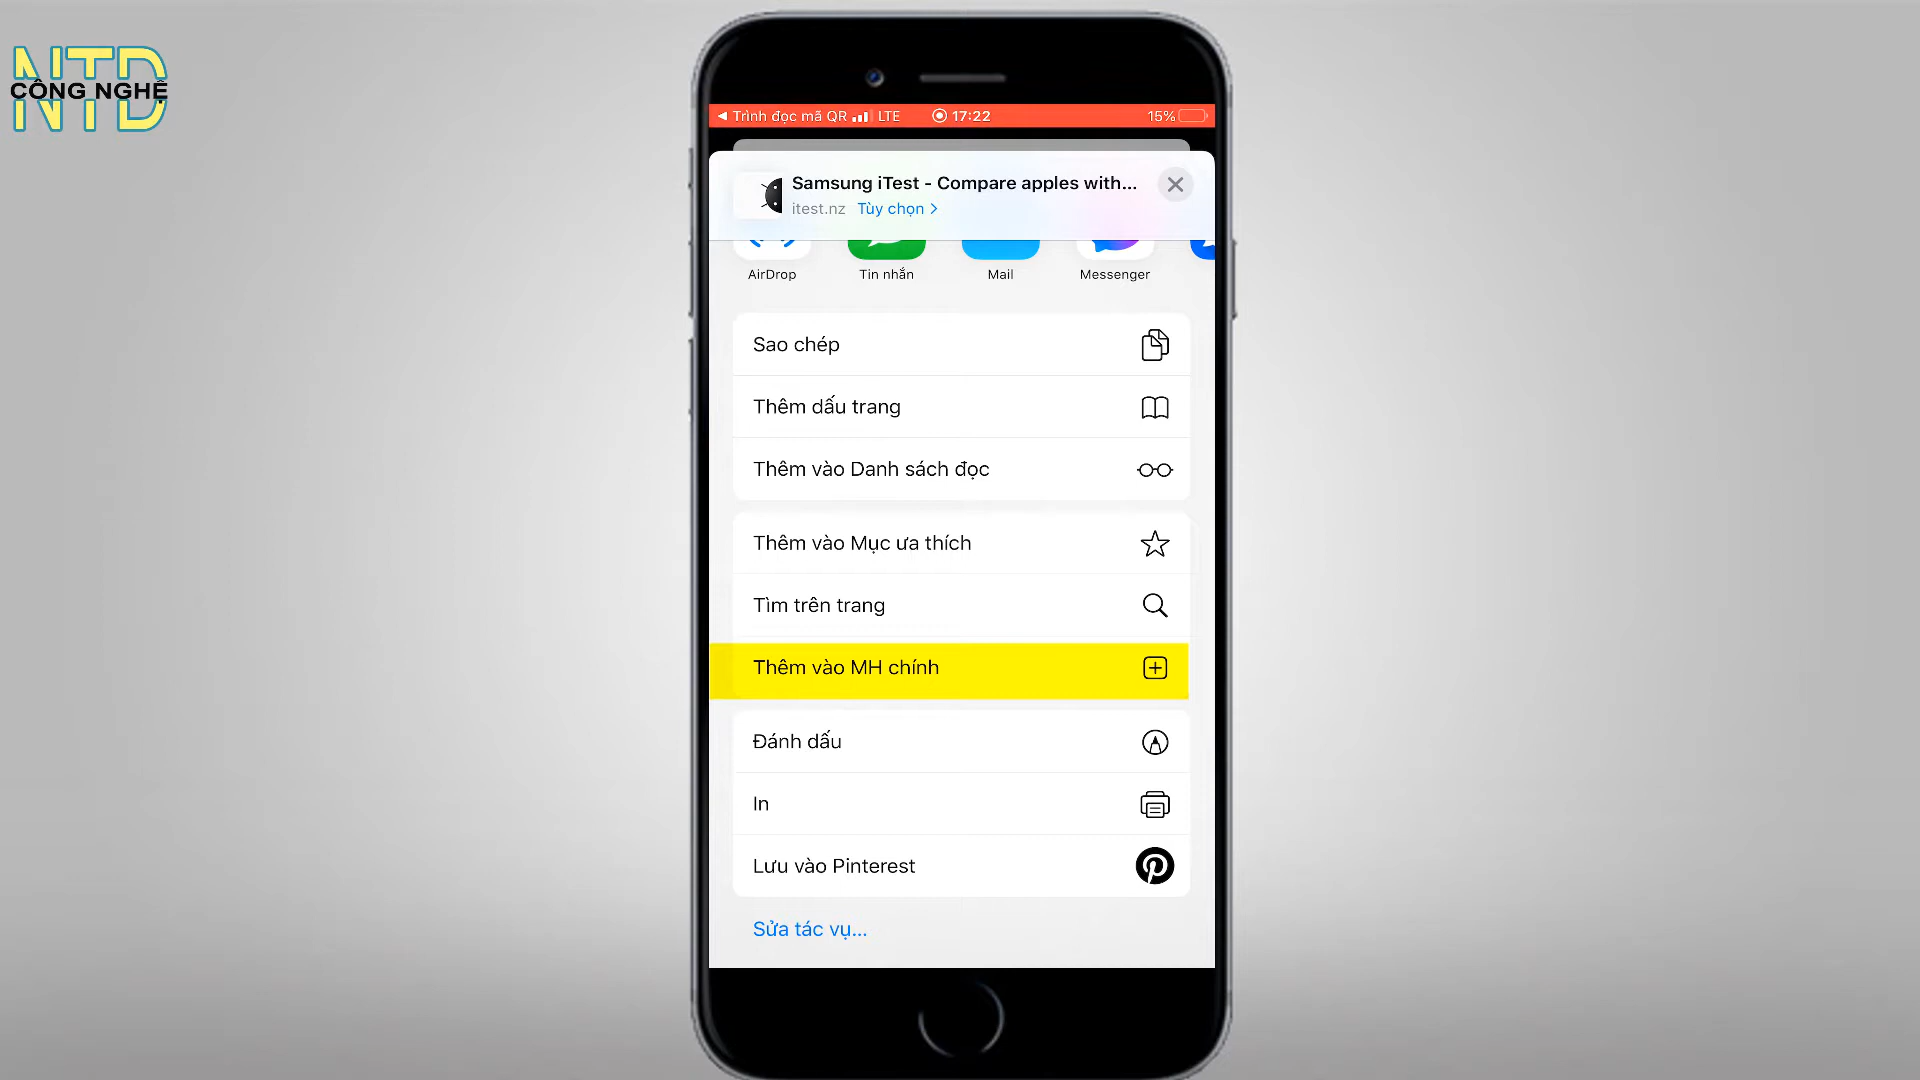 NTD
CÔNG NGHỆ
Trình đọc mã QR LTE 17:22 15%
Samsung iTest - Compare apples with...
itest.nz Tùy chọn
AirDrop Tin nhắn Mail Messenger
Sao chép
Thêm dấu trang
Thêm vào Danh sách đọc
Thêm vào Mục ưa thích
Tìm trên trang
Thêm vào MH chính
Đánh dấu
In
Lưu vào Pinterest
Sửa tác vụ...